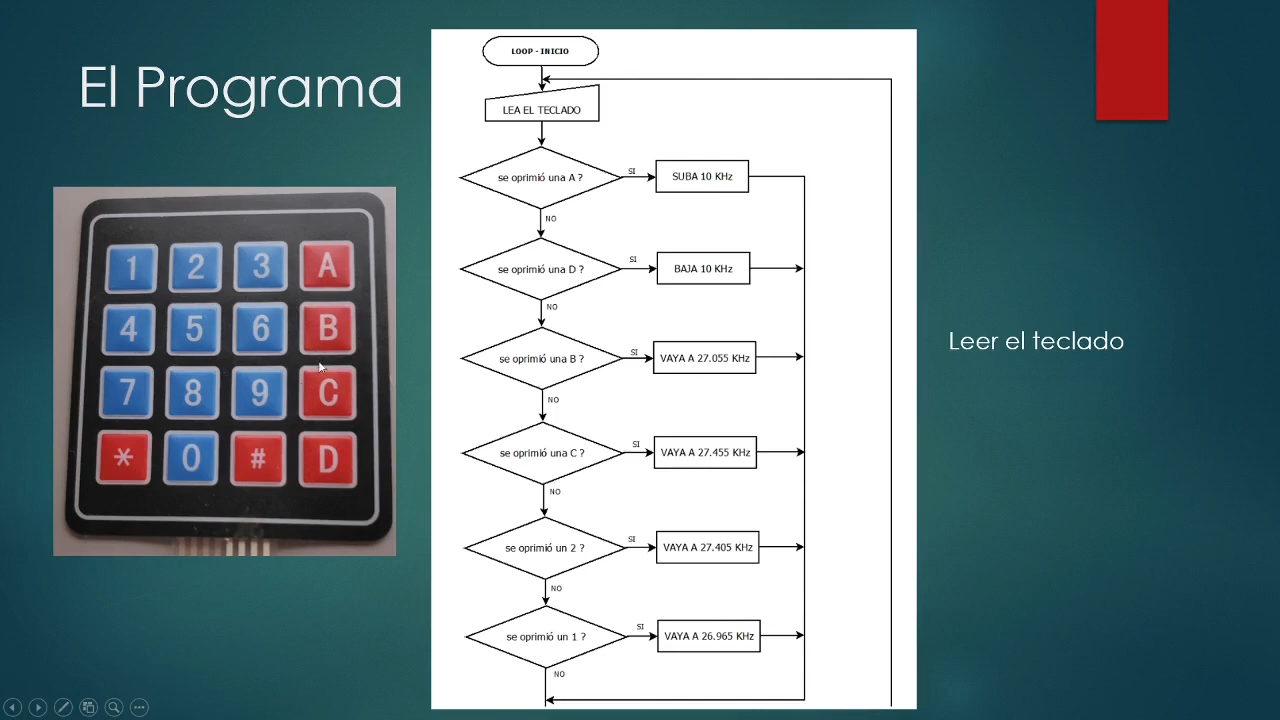 El Programa
1 2 3 A
4 5 6 B
7 8 9 C
* 0 # D
LOOP - INICIO
LEA EL TECLADO
se oprimió una A ?
SI
SUBA 10 KHz
NO
se oprimió una D ?
SI
BAJA 10 KHz
NO
se oprimió una B ?
SI
VAYA A 27.055 KHz
NO
se oprimió una C ?
SI
VAYA A 27.455 KHz
NO
se oprimió un 2 ?
SI
VAYA A 27.405 KHz
NO
se oprimió un 1 ?
SI
VAYA A 26.965 KHz
NO
Leer el teclado